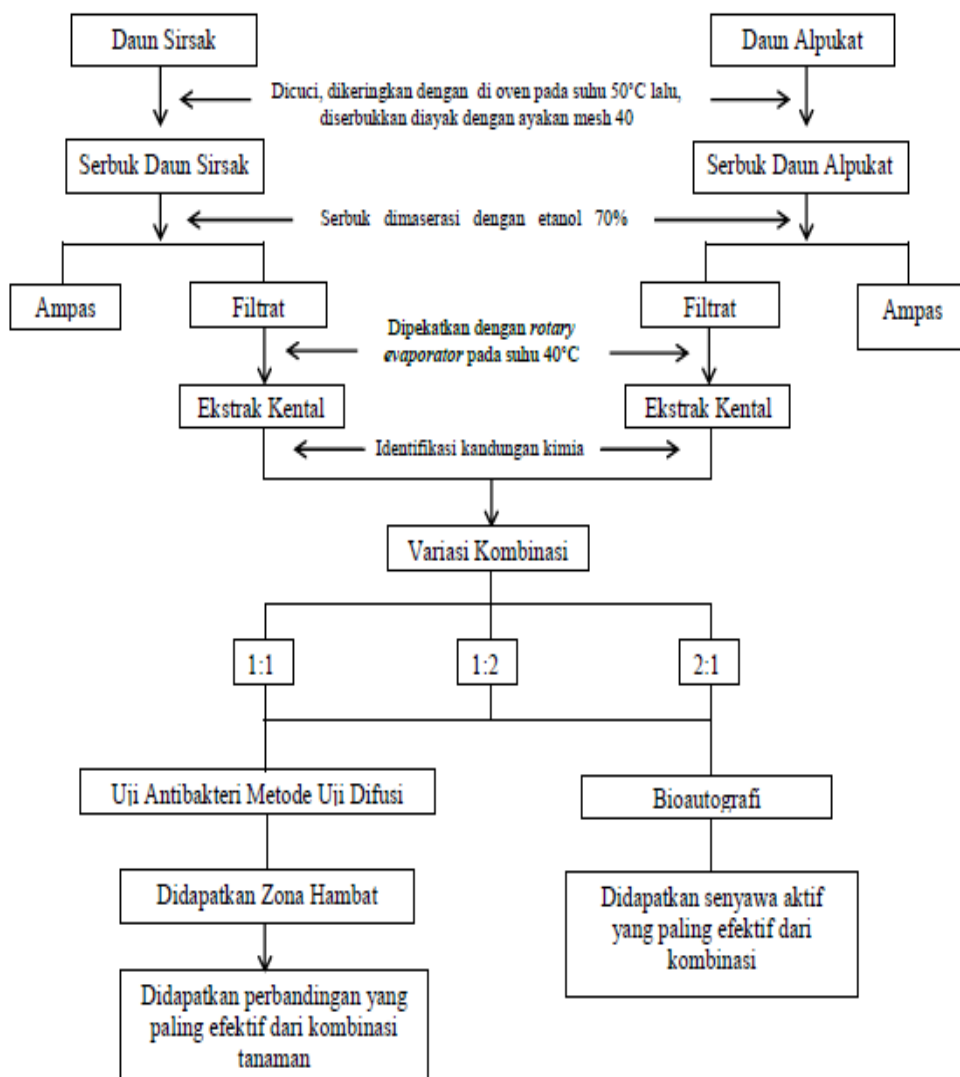 Daun Sirsak
Daun Alpukat
Dicuci, dikeringkan dengan di oven pada suhu 50°C lalu,
diserbukkan diayak dengan ayakan mesh 40
Serbuk Daun Sirsak
Serbuk Daun Alpukat
Serbuk dimaserasi dengan etanol 70%
Ampas
Filtrat
Filtrat
Ampas
Dipekatkan dengan rotary
evaporator pada suhu 40°C
Ekstrak Kental
Ekstrak Kental
Identifikasi kandungan kimia
Variasi Kombinasi
1:1
1:2
2:1
Uji Antibakteri Metode Uji Difusi
Bioautografi
Didapatkan Zona Hambat
Didapatkan senyawa aktif
yang paling efektif dari
kombinasi
Didapatkan perbandingan yang
paling efektif dari kombinasi
tanaman